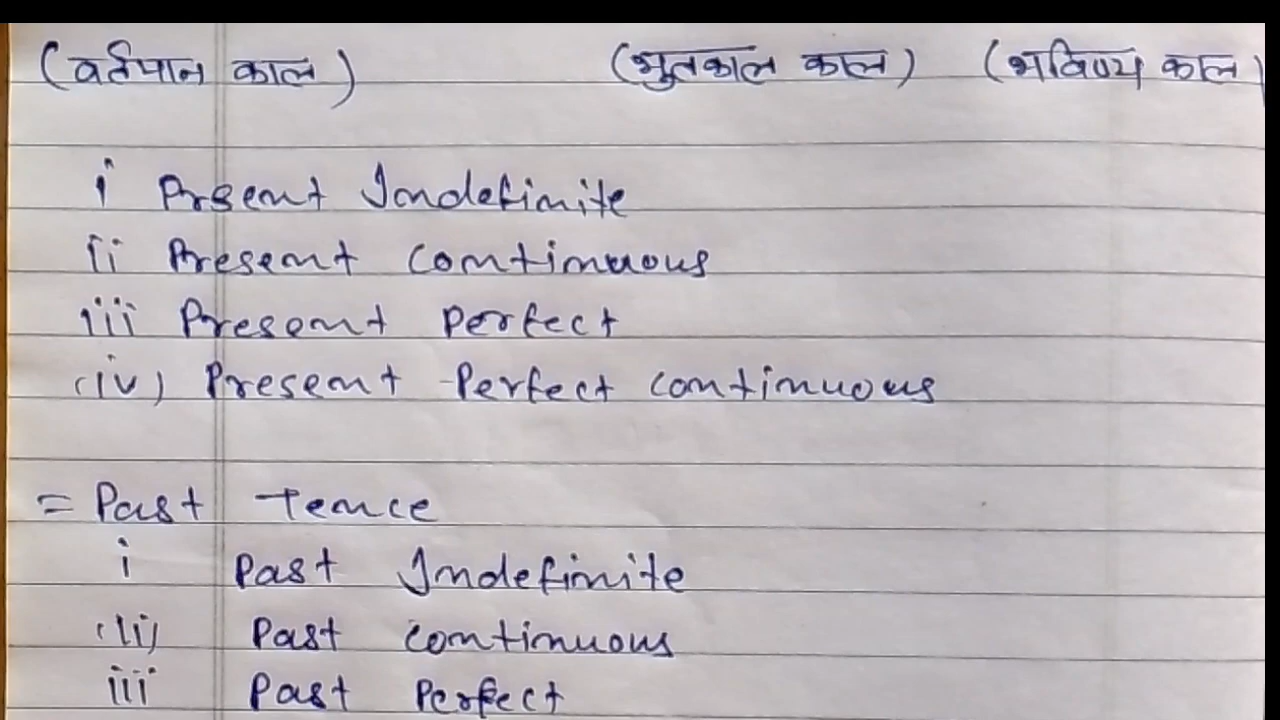 (वर्तमान काल) (भुतकाल काल) (भविष्य काल)
i Prsent Indefinite
ii Present continuous
iii Present perfect
(iv) Present Perfect continuous
= Past Tence
i Past Indefinite
(ii) Past continuous
iii Past Perfect